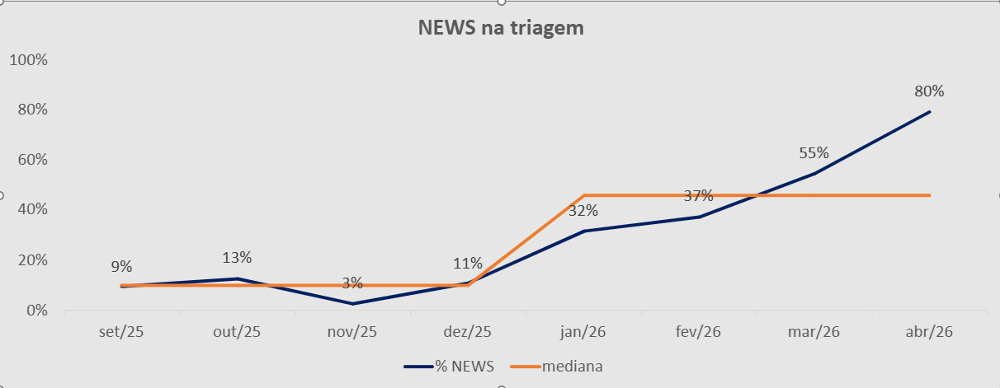 NEWS na triagem
100%
80%
60%
40%
20%
0%
9%
13%
3%
11%
32%
37%
55%
80%
set/25
out/25
nov/25
dez/25
jan/26
fev/26
mar/26
abr/26
% NEWS
mediana